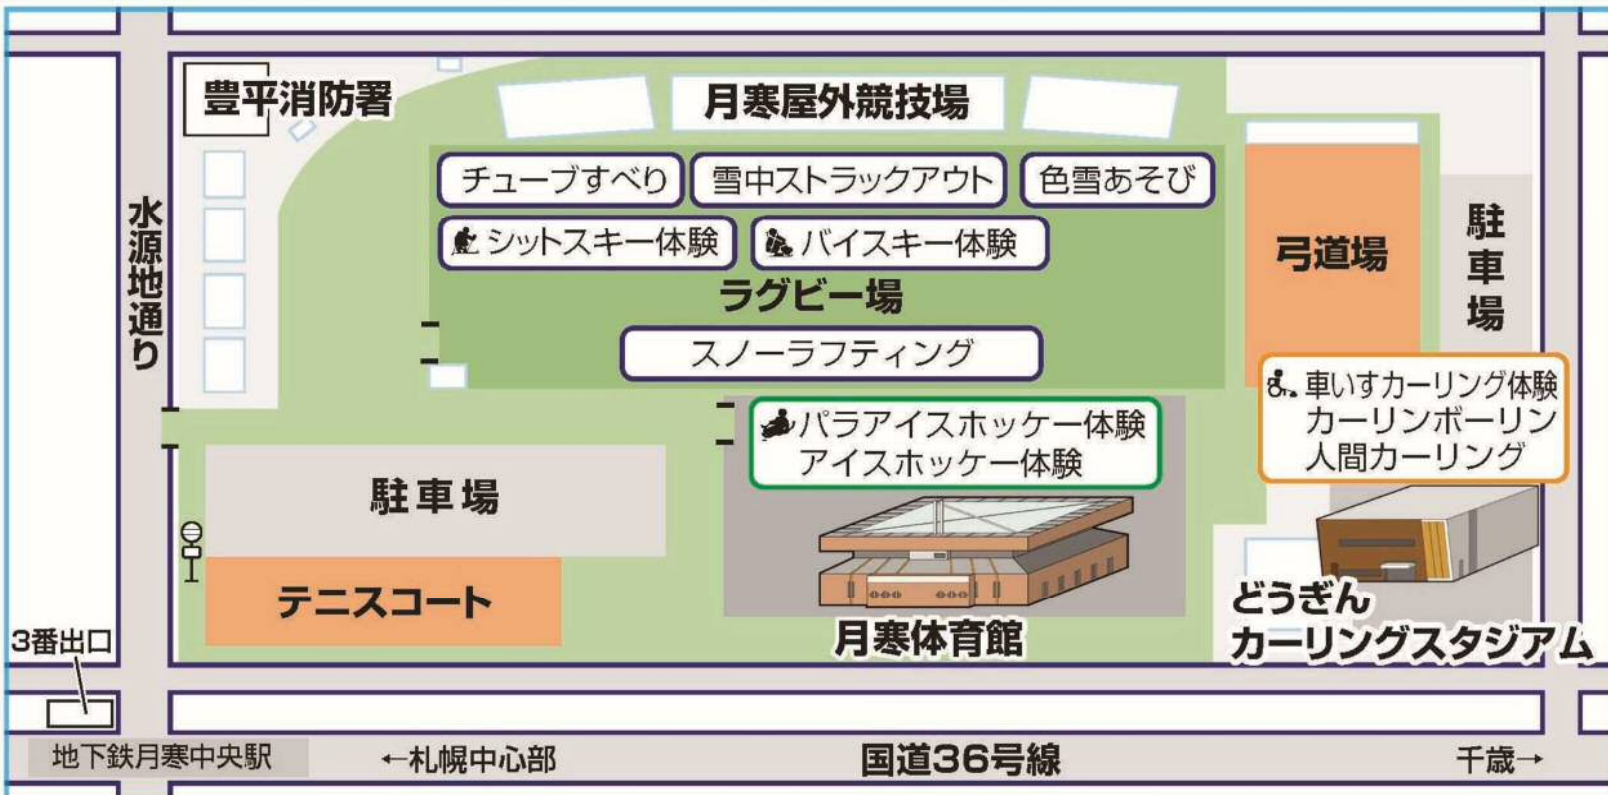 豊平消防署
月寒屋外競技場
チューブすべり
雪中ストラックアウト
色雪あそび
シットスキー体験
バイスキー体験
ラグビー場
スノーラフティング
水源地通り
弓道場
駐車場
車いすカーリング体験
カーリンボーリン
人間カーリング
パラアイスホッケー体験
アイスホッケー体験
駐車場
テニスコート
月寒体育館
どうぎん
カーリングスタジアム
3番出口
地下鉄月寒中央駅
←札幌中心部
国道36号線
千歳→